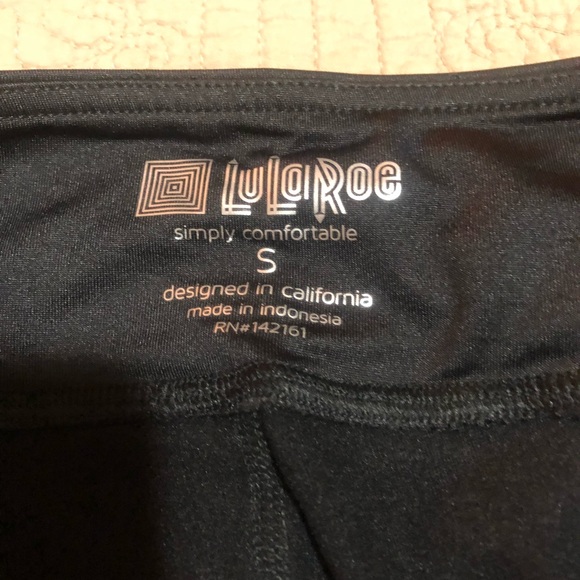 LuLaRoe
simply comfortable
S
designed in california
made in indonesia
RN#142161